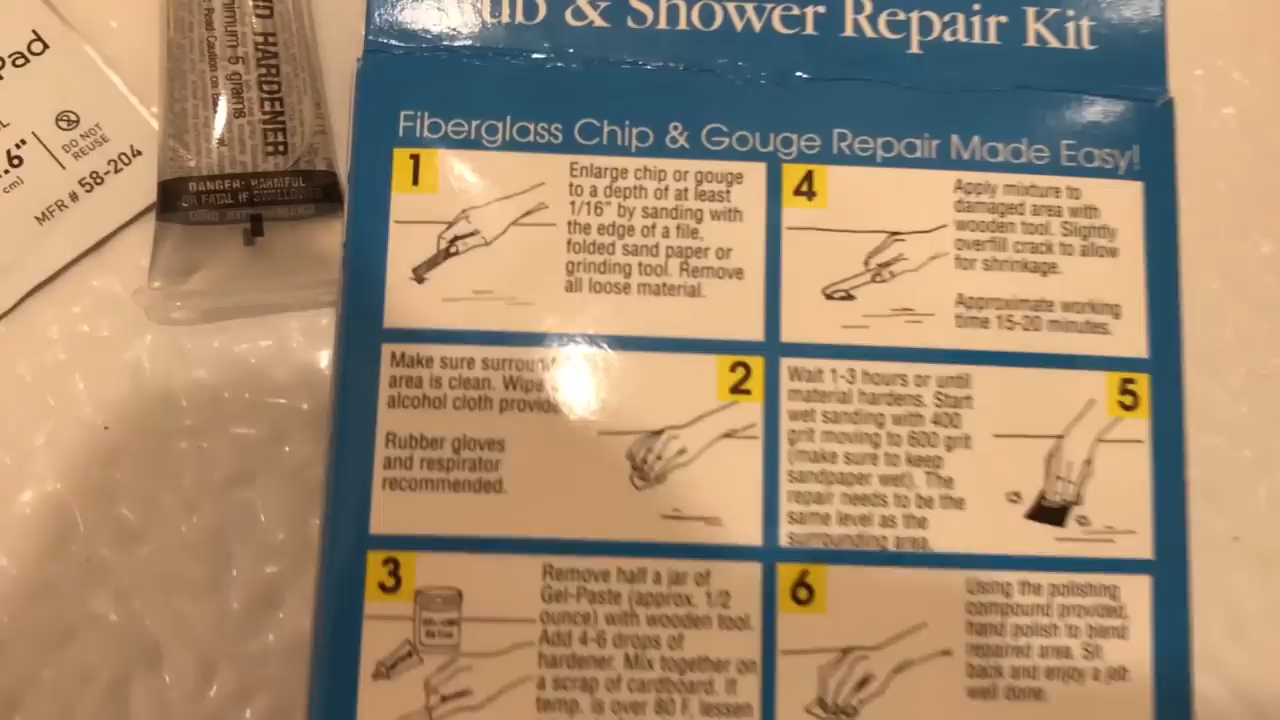 Tub & Shower Repair Kit
Fiberglass Chip & Gouge Repair Made Easy!
1
Enlarge chip or gouge
to a depth of at least
1/16" by sanding with
the edge of a file,
folded sand paper or
grinding tool. Remove
all loose material.
Make sure
area is clean. Wipe
alcohol cloth
2
Rubber gloves
and respirator
recommended.
3
Remove half a jar of
Gel-Paste (approx. 1/2
ounce) with wooden tool.
Add 4-6 drops of
hardener. Mix together on
a scrap of cardboard. If
temp. is over 80 F, lessen
4
Apply mixture to
damaged area with
wooden tool. Slightly
overfill crack to allow
for shrinkage.
Approximate working
time 15-20 minutes.
Wait 1-3 hours or until
material hardens. Start
wet sanding with 400
grit moving to 600 grit
(make sure to keep
sandpaper wet). The
repair needs to be the
same level as the
surrounding area.
5
6
Using the polishing
compound provided,
hand polish to blend
repaired area. Sit
back and enjoy a job
well done.
HARDENER
5 grams
DANGER: HARMFUL
OR FATAL IF SWALLOWED
Pad
.6"
cm)
DO NOT
REUSE
MFR # 58-204